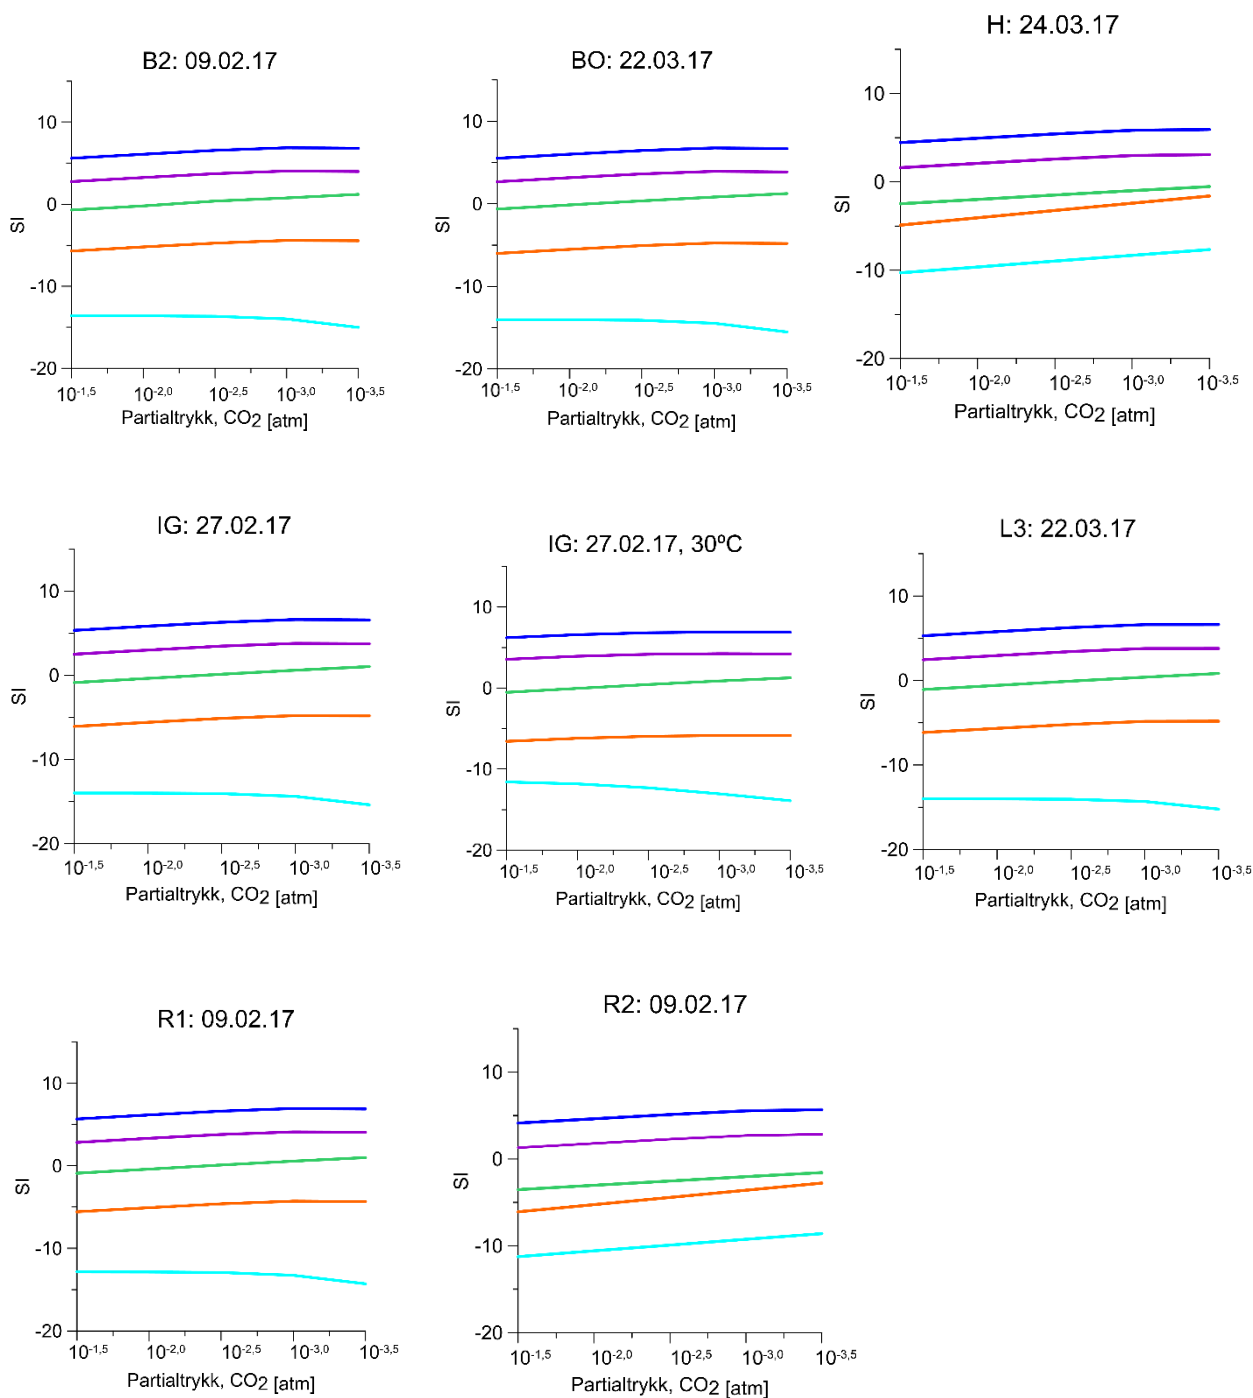 B2: 09.02.17
10
0
-10
-20
SI
10-1,5 10-2,0 10-2,5 10-3,0 10-3,5
Partialtrykk, CO2 [atm]
BO: 22.03.17
10
0
-10
-20
SI
10-1,5 10-2,0 10-2,5 10-3,0 10-3,5
Partialtrykk, CO2 [atm]
H: 24.03.17
10
0
-10
-20
SI
10-1,5 10-2,0 10-2,5 10-3,0 10-3,5
Partialtrykk, CO2 [atm]
IG: 27.02.17
10
0
-10
-20
SI
10-1,5 10-2,0 10-2,5 10-3,0 10-3,5
Partialtrykk, CO2 [atm]
IG: 27.02.17, 30ºC
10
0
-10
-20
SI
10-1,5 10-2,0 10-2,5 10-3,0 10-3,5
Partialtrykk, CO2 [atm]
L3: 22.03.17
10
0
-10
-20
SI
10-1,5 10-2,0 10-2,5 10-3,0 10-3,5
Partialtrykk, CO2 [atm]
R1: 09.02.17
10
0
-10
-20
SI
10-1,5 10-2,0 10-2,5 10-3,0 10-3,5
Partialtrykk, CO2 [atm]
R2: 09.02.17
10
0
-10
-20
SI
10-1,5 10-2,0 10-2,5 10-3,0 10-3,5
Partialtrykk, CO2 [atm]